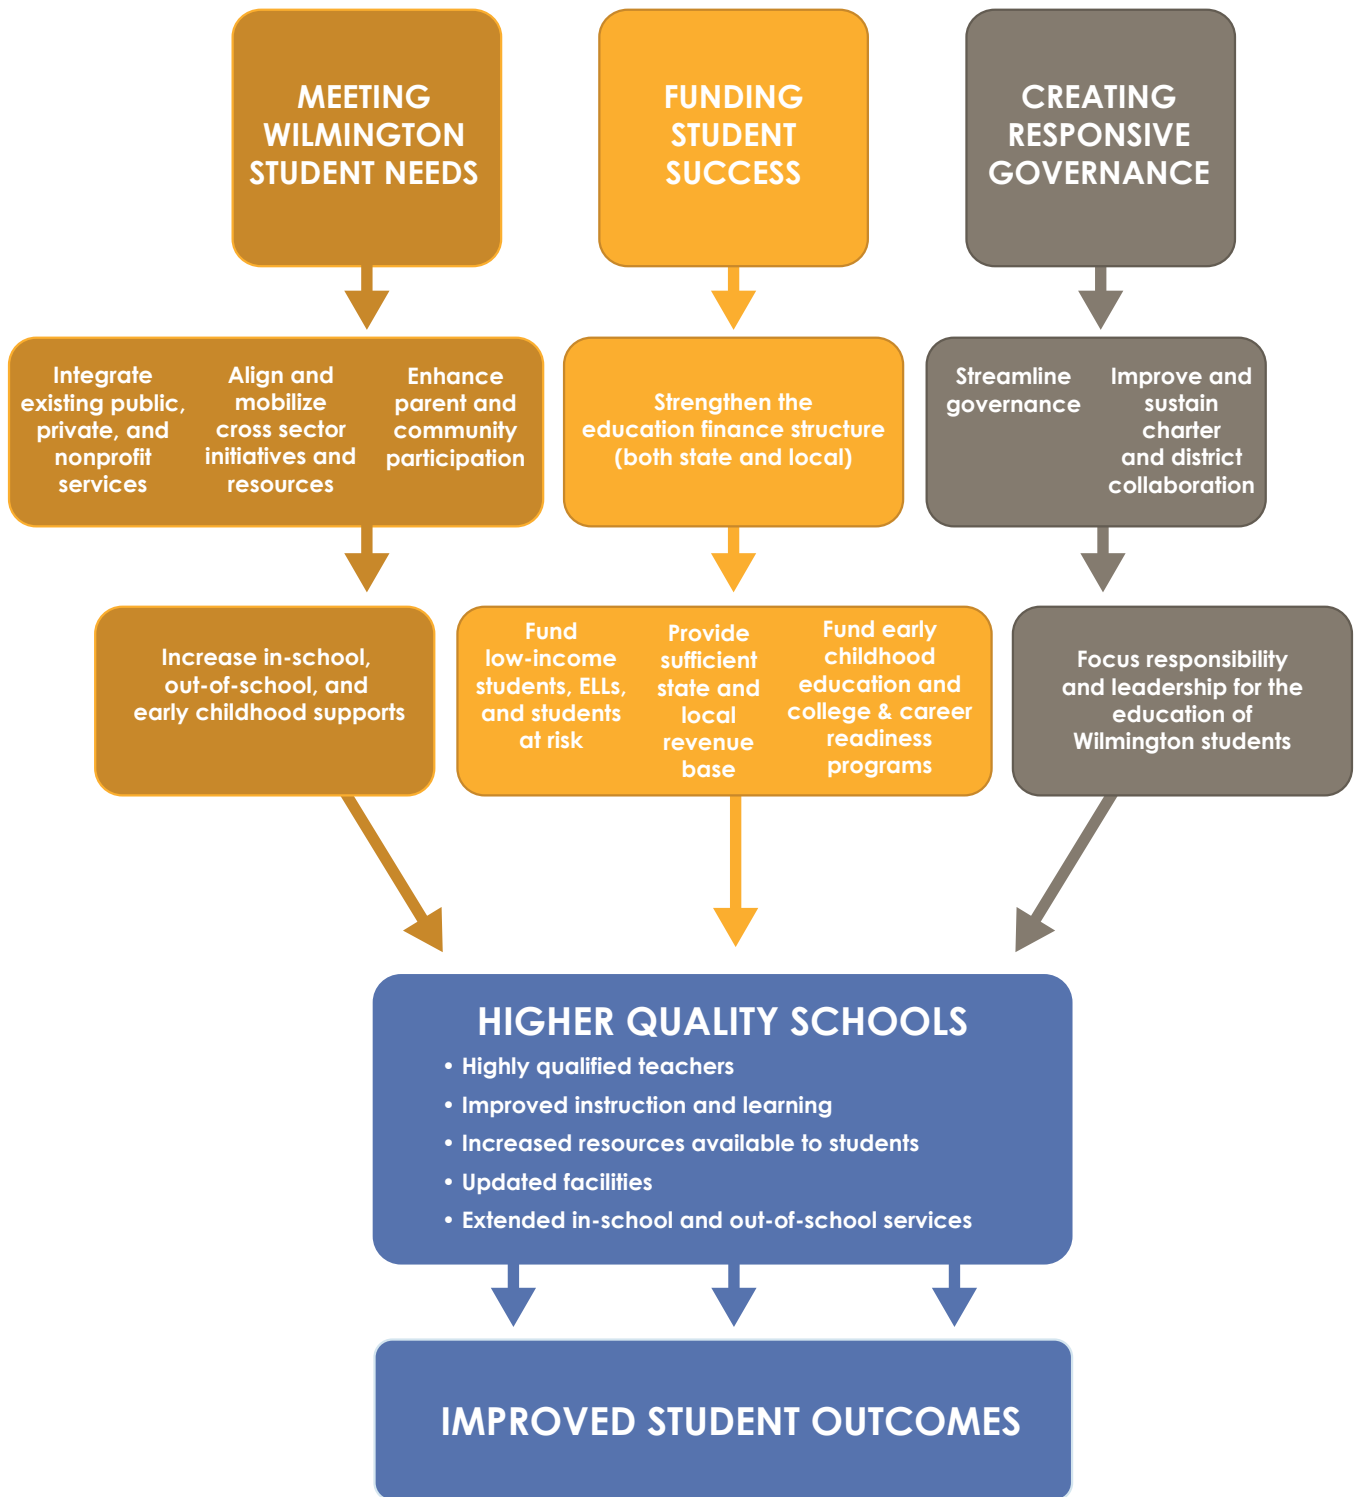 MEETING
WILMINGTON
STUDENT NEEDS
FUNDING
STUDENT
SUCCESS
CREATING
RESPONSIVE
GOVERNANCE
Integrate
existing public,
private, and
nonprofit
services
Align and
mobilize
cross sector
initiatives and
resources
Enhance
parent and
community
participation
Strengthen the
education finance structure
(both state and local)
Streamline
governance
Improve and
sustain
charter
and district
collaboration
Increase in-school,
out-of-school, and
early childhood supports
Fund
low-income
students, ELLs,
and students
at risk
Provide
sufficient
state and
local
revenue
base
Fund early
childhood
education and
college & career
readiness
programs
Focus responsibility
and leadership for the
education of
Wilmington students
HIGHER QUALITY SCHOOLS
• Highly qualified teachers
• Improved instruction and learning
• Increased resources available to students
• Updated facilities
• Extended in-school and out-of-school services
IMPROVED STUDENT OUTCOMES